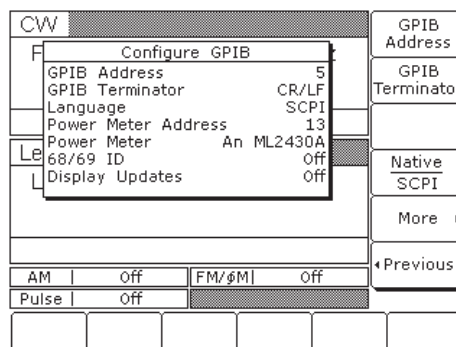 CW
F
Configure GPIB
GPIB Address 5
GPIB Terminator CR/LF
Language SCPI
Power Meter Address 13
Power Meter An ML2430A
68/69 ID Off
Display Updates Off
Le
L
AM Off FM/ϕM Off
Pulse Off
GPIB
Address
GPIB
Terminato
Native
SCPI
More
Previous